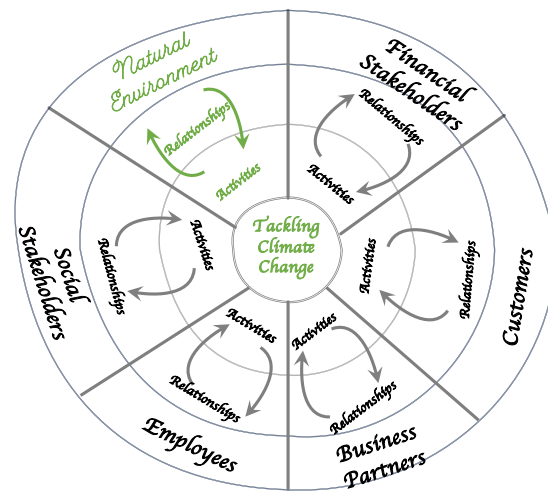 Natural
Environment
Relationships
Activities
Financial
Stakeholders
Relationships
Activities
Customers
Activities
Relationships
Business
Partners
Activities
Relationships
Employees
Activities
Relationships
Social
Stakeholders
Relationships
Activities
Tackling
Climate
Change